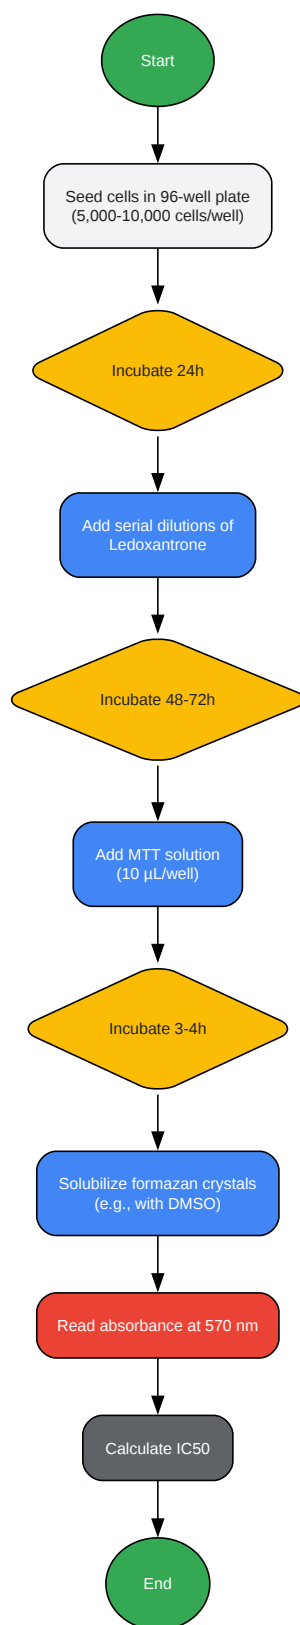 Start
Seed cells in 96-well plate
(5,000-10,000 cells/well)
Incubate 24h
Add serial dilutions of
Ledoxantrone
Incubate 48-72h
Add MTT solution
(10 µL/well)
Incubate 3-4h
Solubilize formazan crystals
(e.g., with DMSO)
Read absorbance at 570 nm
Calculate IC50
End